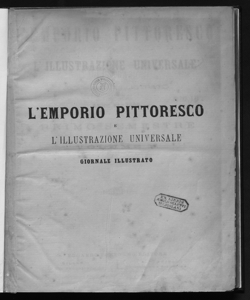 L'EMPORIO PITTORESCO
L'ILLUSTRAZIONE UNIVERSALE
GIORNALE ILLUSTRATO